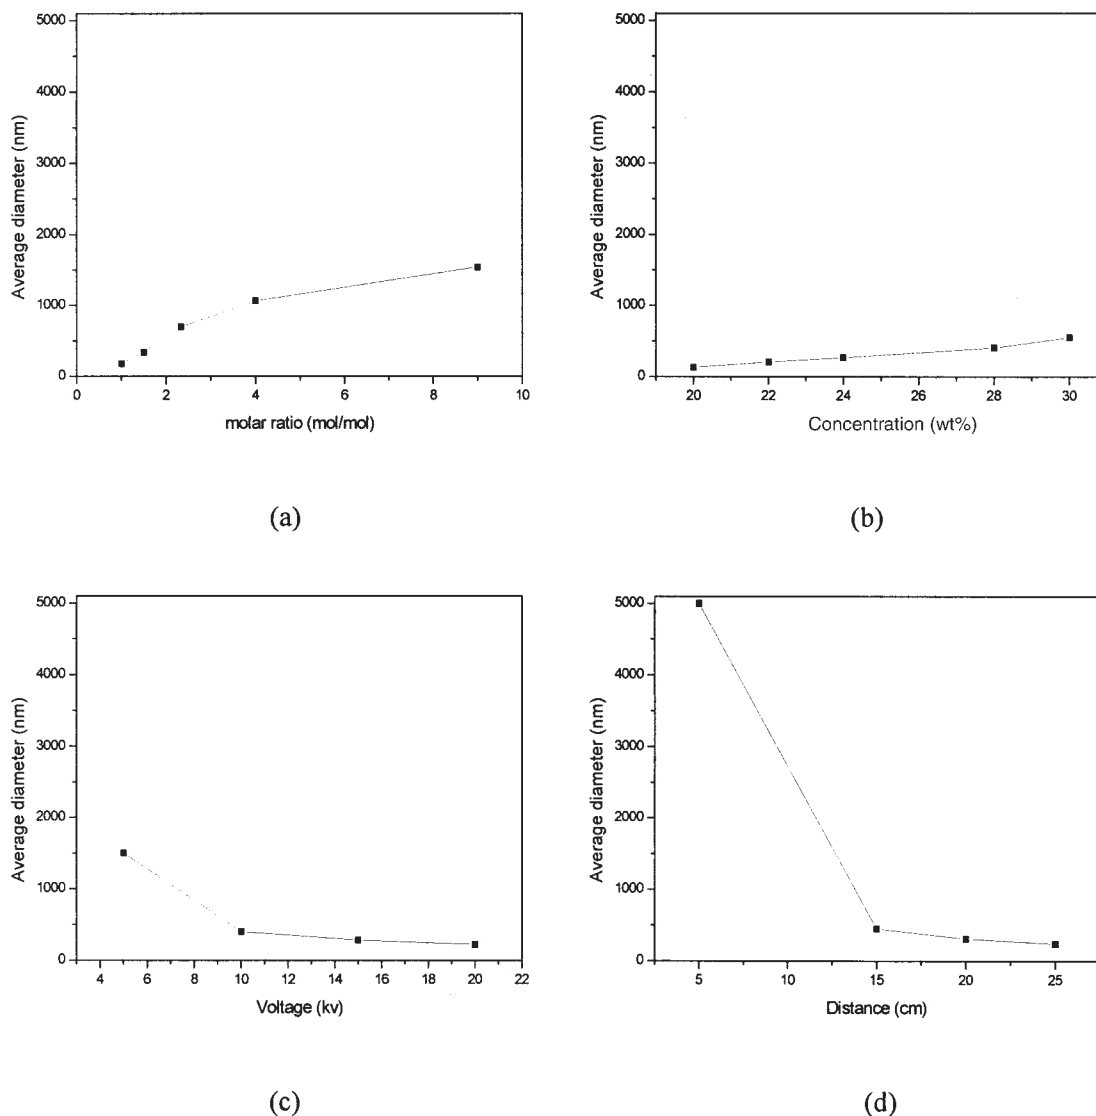 5000
4000
3000
2000
1000
0
Average diameter (nm)
0 2 4 6 8 10
molar ratio (mol/mol)
(a)
5000
4000
3000
2000
1000
0
Average diameter (nm)
20 22 24 26 28 30
Concentration (wt%)
(b)
5000
4000
3000
2000
1000
0
Average diameter (nm)
4 6 8 10 12 14 16 18 20 22
Voltage (kv)
(c)
5000
4000
3000
2000
1000
0
Average diameter (nm)
5 10 15 20 25
Distance (cm)
(d)